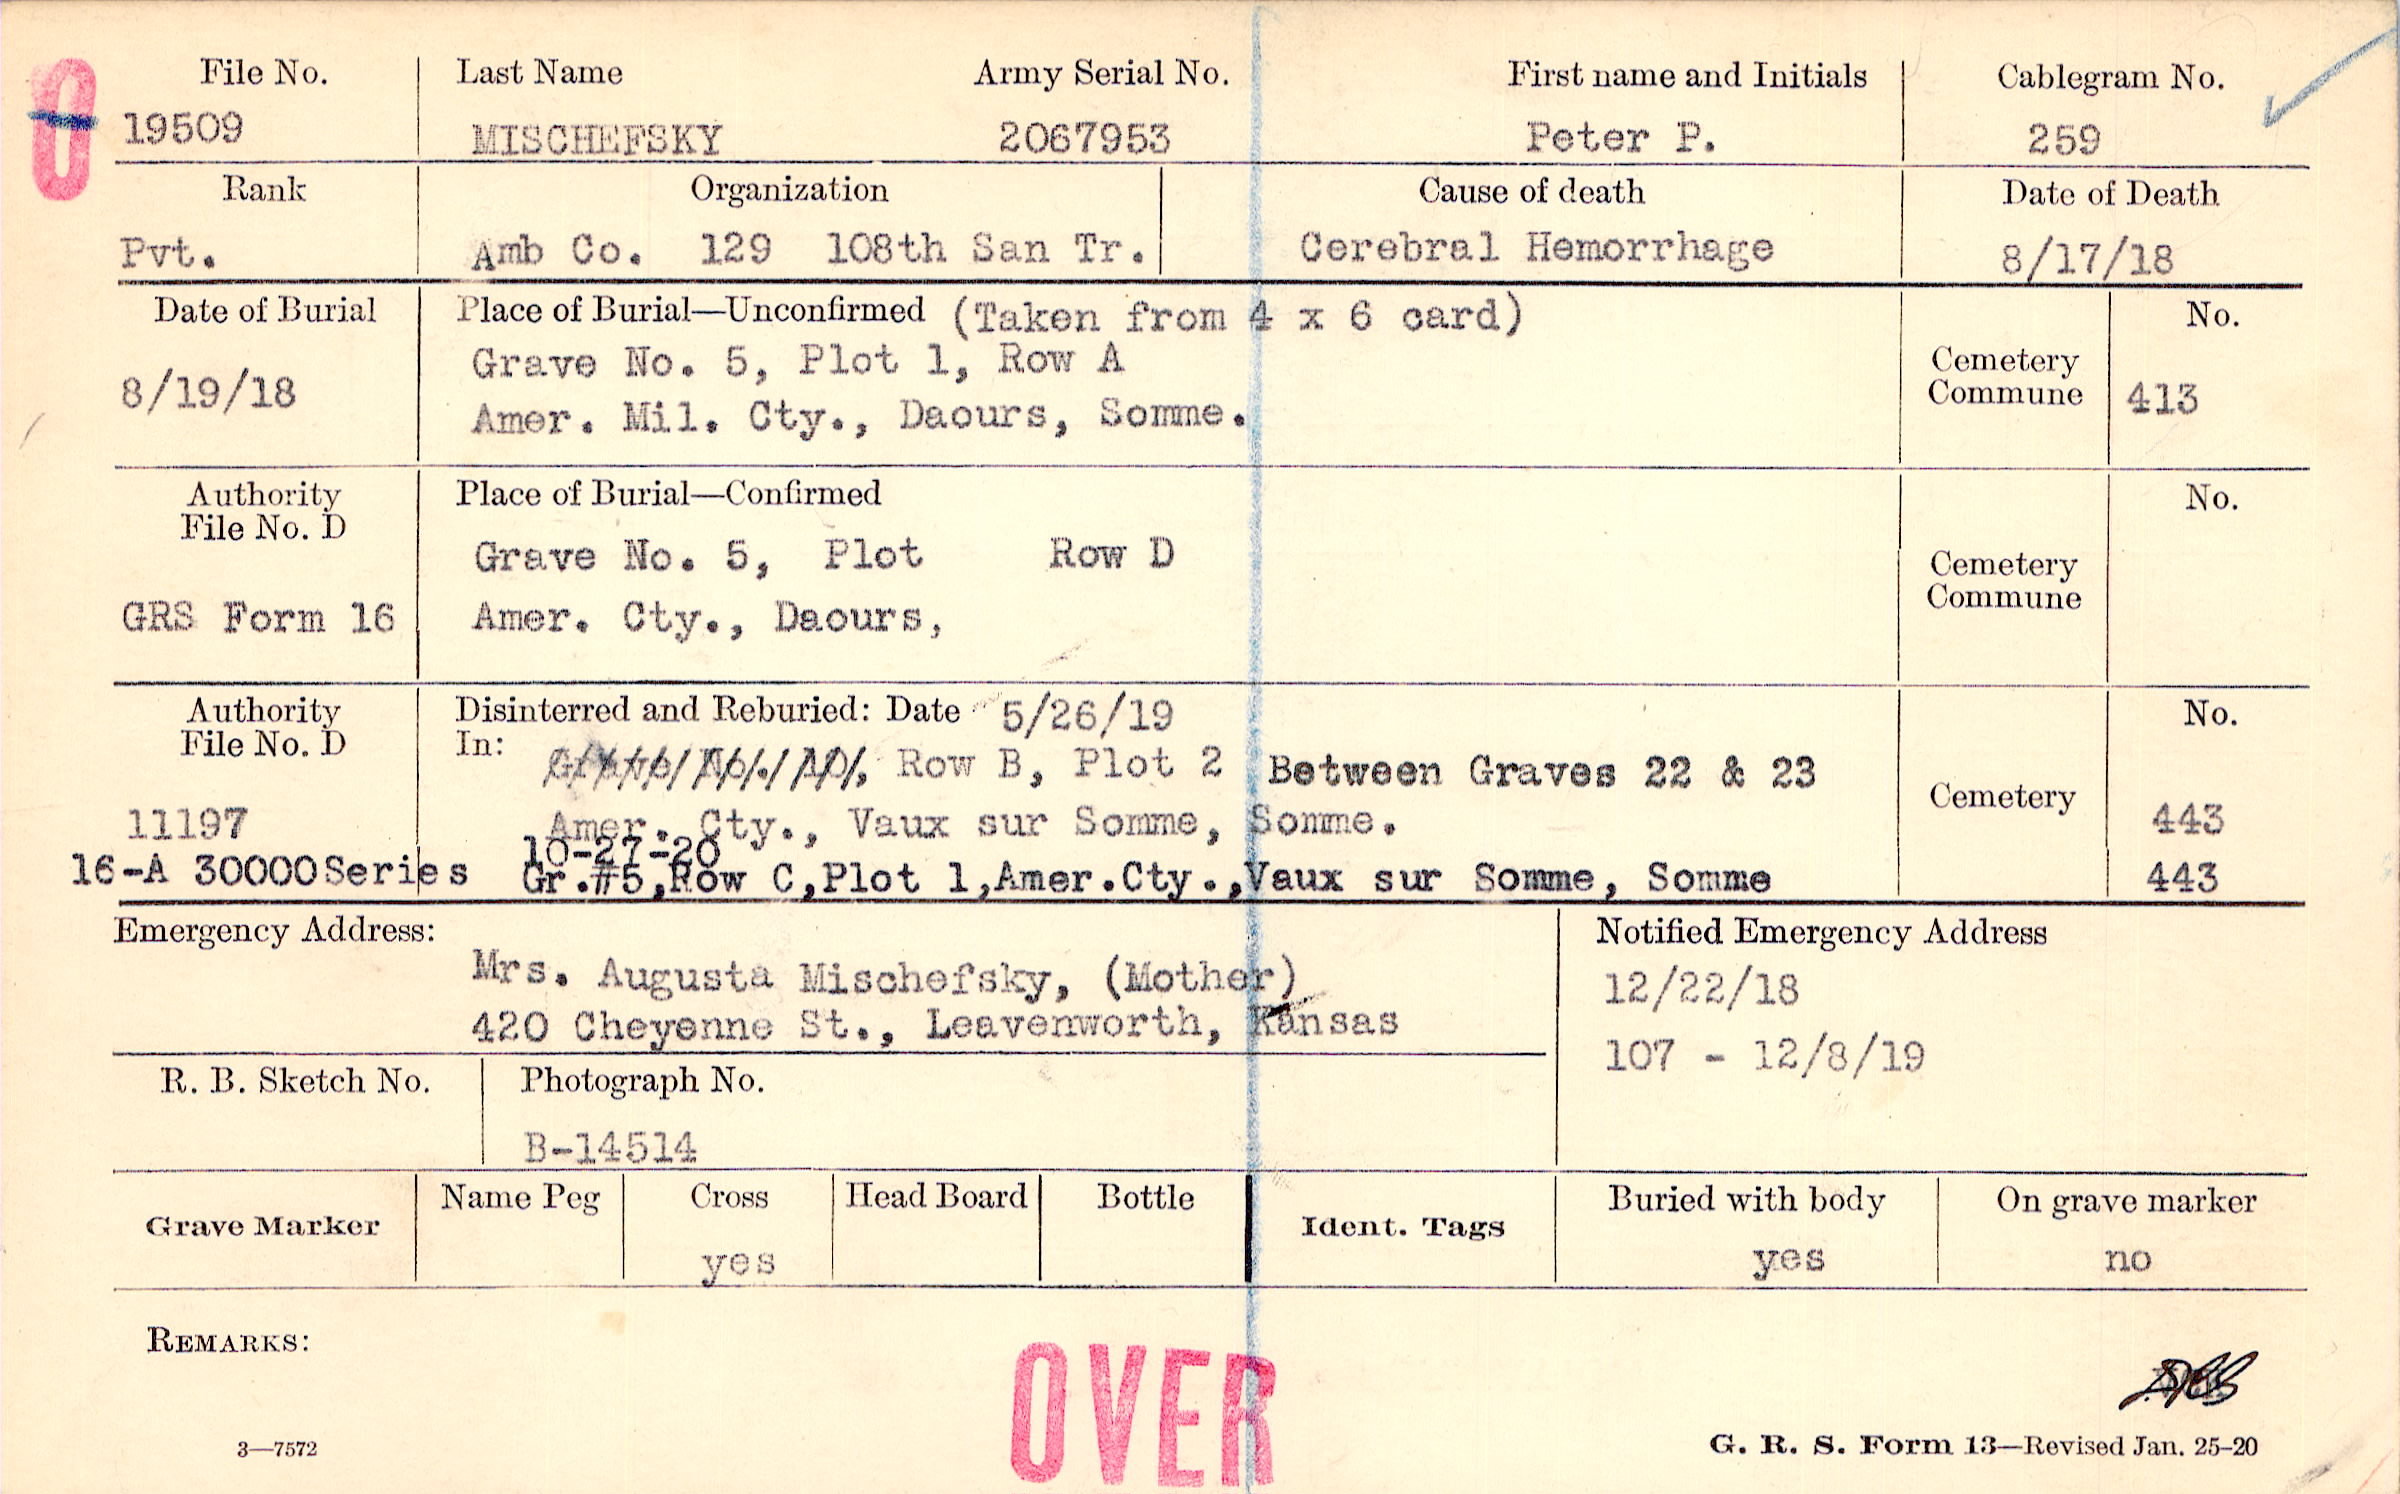 O
File No. Last Name Army Serial No. First name and Initials Cablegram No.
19509 MISCHEFSKY 2067953 Peter P. 259
Rank Organization Cause of death Date of Death
Pvt. Amb Co. 129 108th San Tr. Cerebral Hemorrhage 8/17/18
Date of Burial Place of Burial—Unconfirmed (Taken from 4 x 6 card) No.
Grave No. 5, Plot 1, Row A
8/19/18 Cemetery Commune 413
Amer. Mil. Cty., Daours, Somme.
Authority Place of Burial—Confirmed No.
File No. D
Grave No. 5, Plot Row D Cemetery
Commune
GRS Form 16 Amer. Cty., Daours,
Authority Disinterred and Reburied: Date 5/26/19 No.
File No. D In:
Row B, Plot 2 Between Graves 22 & 23
Cemetery
11197 Amer. Cty., Vaux sur Somme, Somme. 443
10-27-20
16-A 30000Series Gr.#5,Row C,Plot 1,Amer.Cty.,Vaux sur Somme, Somme 443
Emergency Address: Notified Emergency Address
Mrs. Augusta Mischefsky, (Mother) 12/22/18
420 Cheyenne St., Leavenworth, Kansas
107 - 12/8/19
R. B. Sketch No. Photograph No.
B-14514
Grave Marker Name Peg Cross Head Board Bottle Ident. Tags Buried with body On grave marker
yes yes no
REMARKS:
OVER
3—7572 G. R. S. Form 13—Revised Jan. 25-20